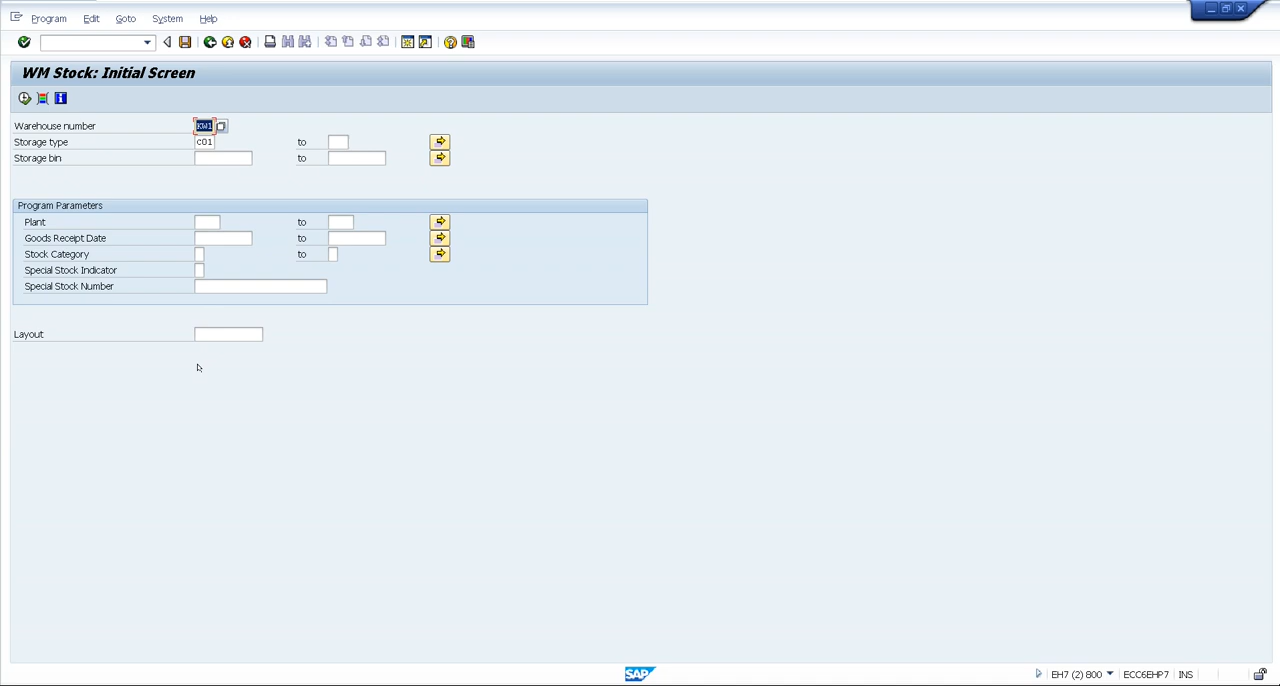 Program Edit Goto System Help
WM Stock: Initial Screen
Warehouse number KW1
Storage type c01 to
Storage bin to
Program Parameters
Plant to
Goods Receipt Date to
Stock Category to
Special Stock Indicator
Special Stock Number
Layout
SAP EH7 (2) 800 ECC6EHP7 INS